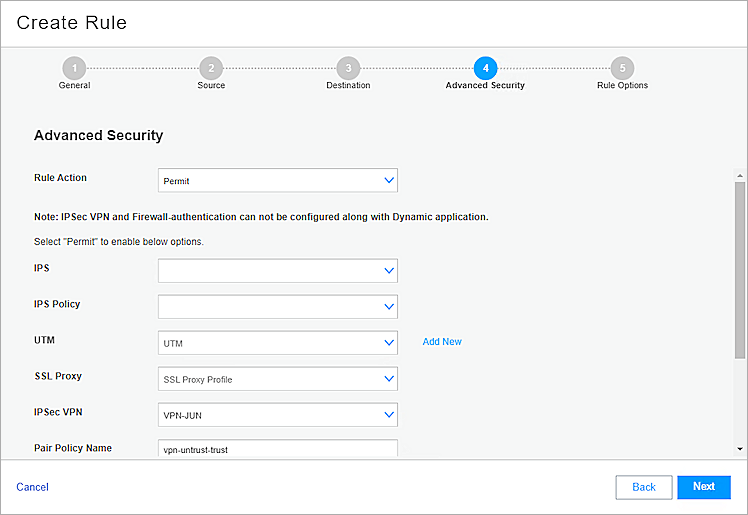 Create Rule
1 2 3 4 5
General Source Destination Advanced Security Rule Options
Advanced Security
Rule Action Permit
Note: IPSec VPN and Firewall-authentication can not be configured along with Dynamic application.
Select "Permit" to enable below options.
IPS
IPS Policy
UTM UTM Add New
SSL Proxy SSL Proxy Profile
IPSec VPN VPN-JUN
Pair Policy Name vpn-untrust-trust
Cancel Back Next